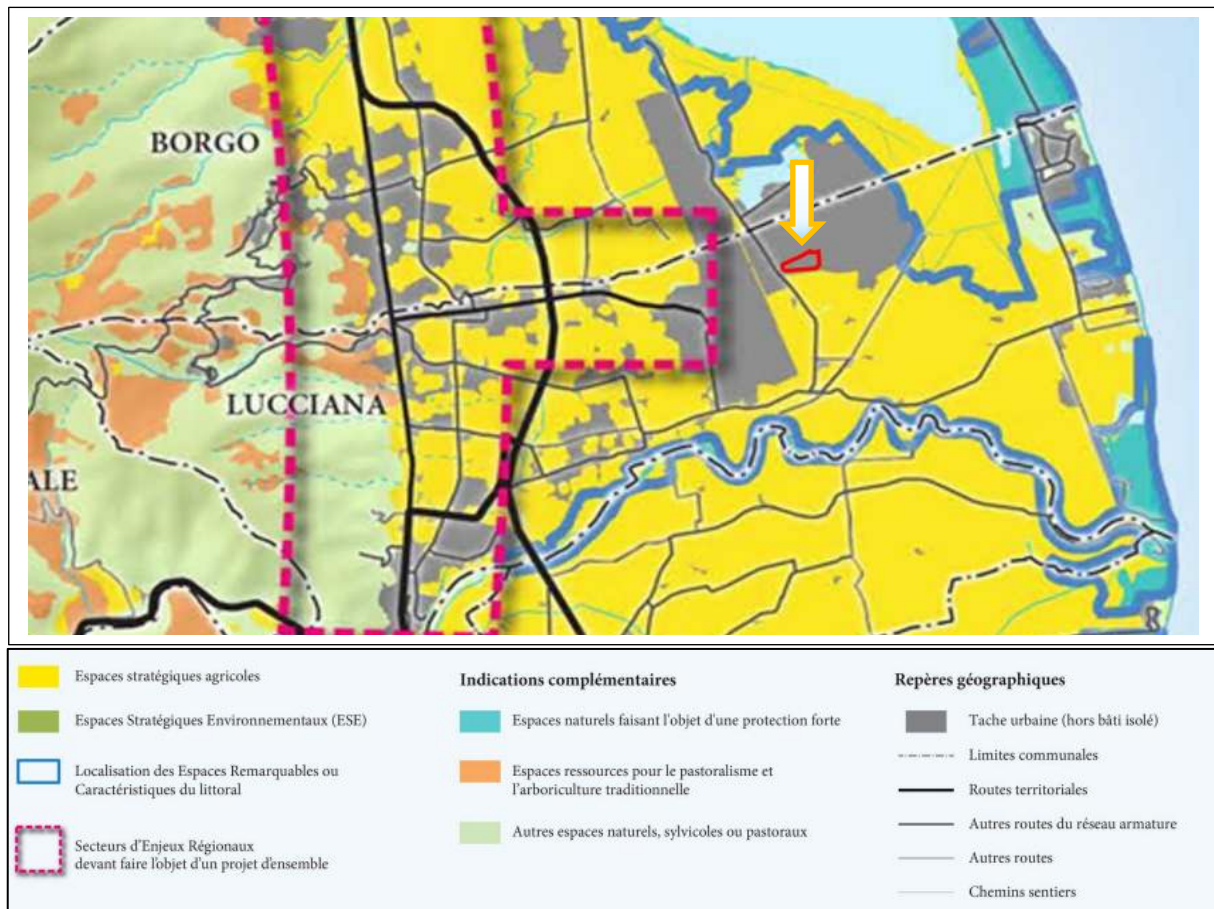 BORGO
LUCCIANA
ALE
Espaces stratégiques agricoles
Espaces Stratégiques Environnementaux (ESE)
Localisation des Espaces Remarquables ou
Caractéristiques du littoral
Secteurs d'Enjeux Régionaux
devant faire l'objet d'un projet d'ensemble
Indications complémentaires
Espaces naturels faisant l'objet d'une protection forte
Espaces ressources pour le pastoralisme et
l'arboriculture traditionnelle
Autres espaces naturels, sylvicoles ou pastoraux
Repères géographiques
Tache urbaine (hors bâti isolé)
Limites communales
Routes territoriales
Autres routes du réseau armature
Autres routes
Chemins sentiers